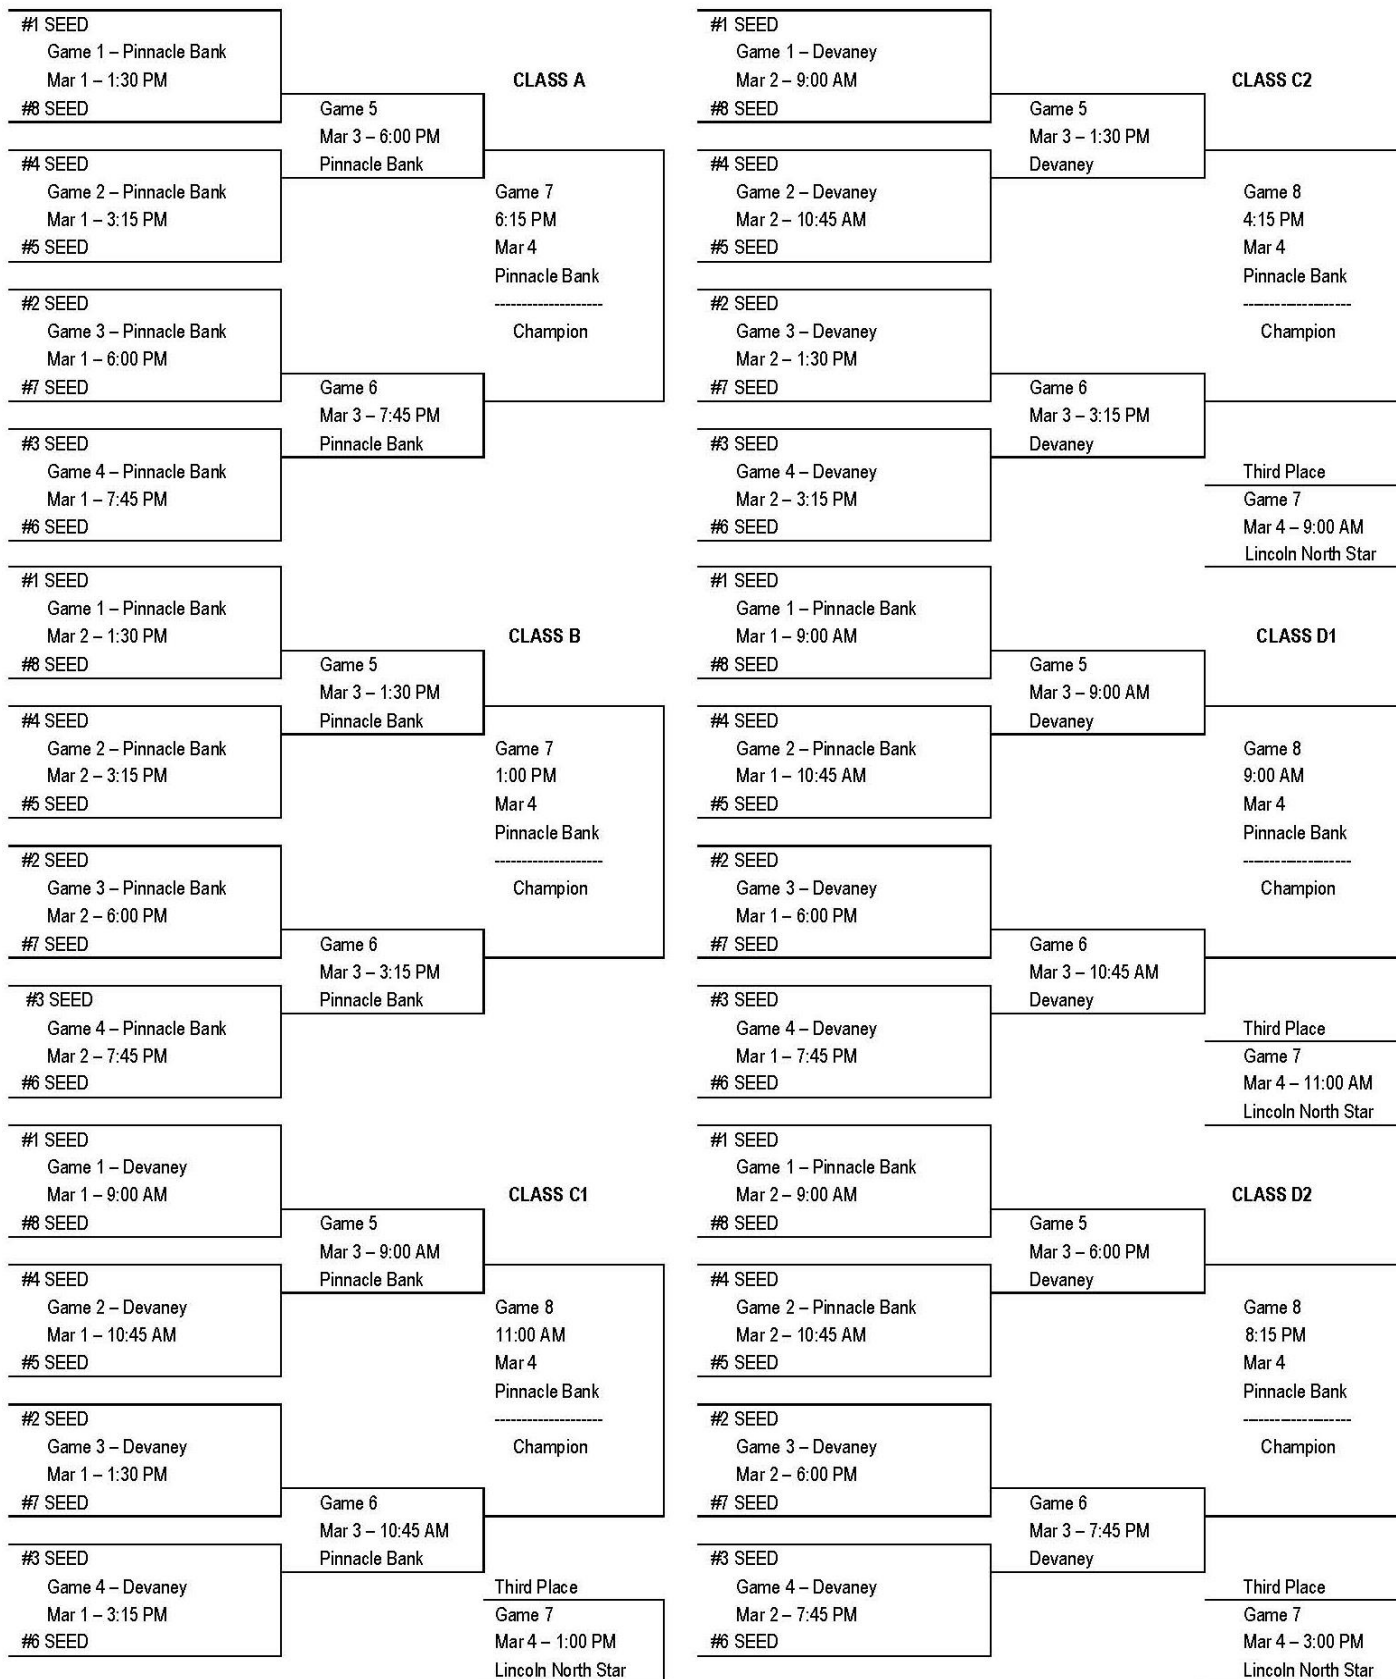 #1 SEED
Game 1 – Pinnacle Bank
Mar 1 – 1:30 PM
#8 SEED
#4 SEED
Game 2 – Pinnacle Bank
Mar 1 – 3:15 PM
#5 SEED
#2 SEED
Game 3 – Pinnacle Bank
Mar 1 – 6:00 PM
#7 SEED
#3 SEED
Game 4 – Pinnacle Bank
Mar 1 – 7:45 PM
#6 SEED
Game 5
Mar 3 – 6:00 PM
Pinnacle Bank
Game 6
Mar 3 – 7:45 PM
Pinnacle Bank
CLASS A
Game 7
6:15 PM
Mar 4
Pinnacle Bank
--------------------
Champion
#1 SEED
Game 1 – Pinnacle Bank
Mar 2 – 1:30 PM
#8 SEED
#4 SEED
Game 2 – Pinnacle Bank
Mar 2 – 3:15 PM
#5 SEED
#2 SEED
Game 3 – Pinnacle Bank
Mar 2 – 6:00 PM
#7 SEED
#3 SEED
Game 4 – Pinnacle Bank
Mar 2 – 7:45 PM
#6 SEED
Game 5
Mar 3 – 1:30 PM
Pinnacle Bank
Game 6
Mar 3 – 3:15 PM
Pinnacle Bank
CLASS B
Game 7
1:00 PM
Mar 4
Pinnacle Bank
--------------------
Champion
#1 SEED
Game 1 – Devaney
Mar 1 – 9:00 AM
#8 SEED
#4 SEED
Game 2 – Devaney
Mar 1 – 10:45 AM
#5 SEED
#2 SEED
Game 3 – Devaney
Mar 1 – 1:30 PM
#7 SEED
#3 SEED
Game 4 – Devaney
Mar 1 – 3:15 PM
#6 SEED
Game 5
Mar 3 – 9:00 AM
Pinnacle Bank
Game 6
Mar 3 – 10:45 AM
Pinnacle Bank
CLASS C1
Game 8
11:00 AM
Mar 4
Pinnacle Bank
--------------------
Champion
Third Place
Game 7
Mar 4 – 1:00 PM
Lincoln North Star
#1 SEED
Game 1 – Devaney
Mar 2 – 9:00 AM
#8 SEED
#4 SEED
Game 2 – Devaney
Mar 2 – 10:45 AM
#5 SEED
#2 SEED
Game 3 – Devaney
Mar 2 – 1:30 PM
#7 SEED
#3 SEED
Game 4 – Devaney
Mar 2 – 3:15 PM
#6 SEED
Game 5
Mar 3 – 1:30 PM
Devaney
Game 6
Mar 3 – 3:15 PM
Devaney
CLASS C2
Game 8
4:15 PM
Mar 4
Pinnacle Bank
--------------------
Champion
Third Place
Game 7
Mar 4 – 9:00 AM
Lincoln North Star
#1 SEED
Game 1 – Pinnacle Bank
Mar 1 – 9:00 AM
#8 SEED
#4 SEED
Game 2 – Pinnacle Bank
Mar 1 – 10:45 AM
#5 SEED
#2 SEED
Game 3 – Devaney
Mar 1 – 6:00 PM
#7 SEED
#3 SEED
Game 4 – Devaney
Mar 1 – 7:45 PM
#6 SEED
Game 5
Mar 3 – 9:00 AM
Devaney
Game 6
Mar 3 – 10:45 AM
Devaney
CLASS D1
Game 8
9:00 AM
Mar 4
Pinnacle Bank
--------------------
Champion
Third Place
Game 7
Mar 4 – 11:00 AM
Lincoln North Star
#1 SEED
Game 1 – Pinnacle Bank
Mar 2 – 9:00 AM
#8 SEED
#4 SEED
Game 2 – Pinnacle Bank
Mar 2 – 10:45 AM
#5 SEED
#2 SEED
Game 3 – Devaney
Mar 2 – 6:00 PM
#7 SEED
#3 SEED
Game 4 – Devaney
Mar 2 – 7:45 PM
#6 SEED
Game 5
Mar 3 – 6:00 PM
Devaney
Game 6
Mar 3 – 7:45 PM
Devaney
CLASS D2
Game 8
8:15 PM
Mar 4
Pinnacle Bank
--------------------
Champion
Third Place
Game 7
Mar 4 – 3:00 PM
Lincoln North Star